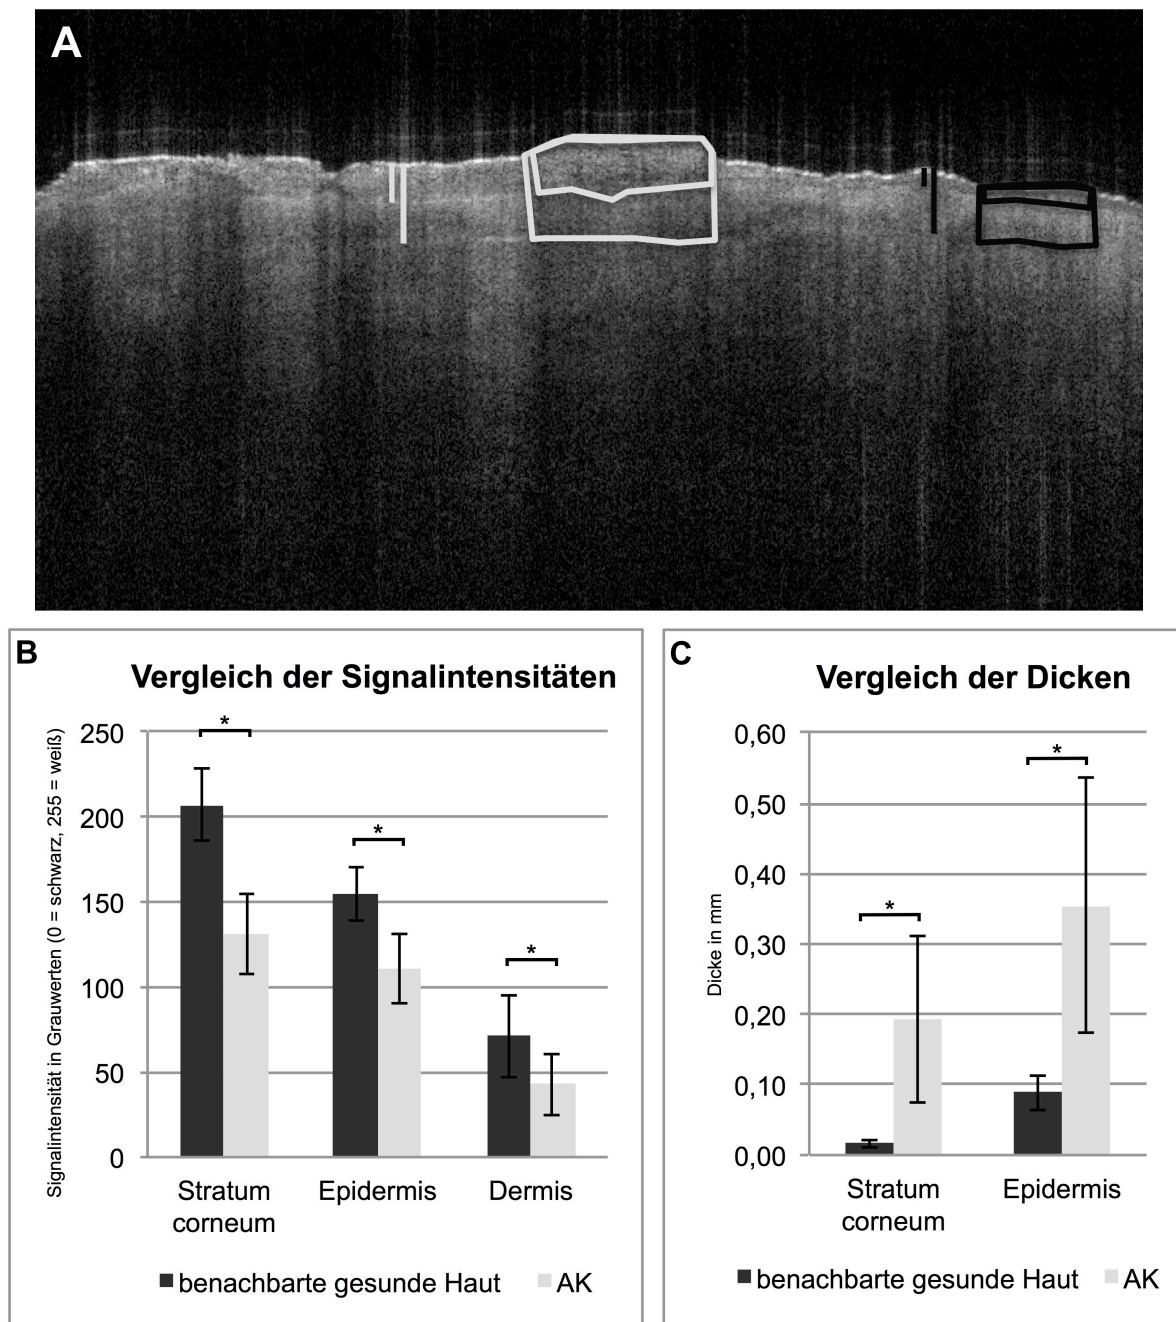 A
B
Vergleich der Signalintensitäten
Signalintensität in Grauwerten (0 = schwarz, 255 = weiß)
250
200
150
100
50
0
*
*
*
Stratum
corneum
Epidermis
Dermis
benachbarte gesunde Haut
AK
C
Vergleich der Dicken
Dicke in mm
0,60
0,50
0,40
0,30
0,20
0,10
0,00
*
*
Stratum
corneum
Epidermis
benachbarte gesunde Haut
AK